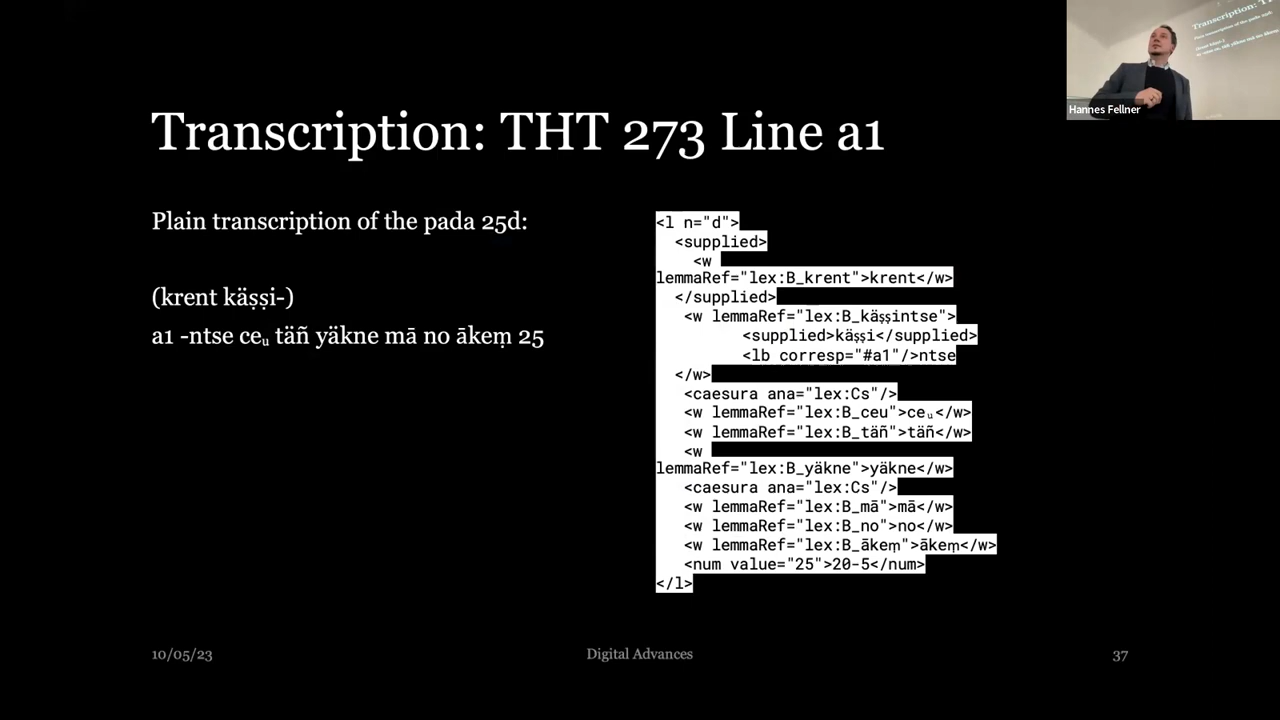 Transcription: THT 273 Line a1
Plain transcription of the pada 25d:
(krent käṣṣi-)
a1 -ntse ceᵤ täñ yäkne mā no ākeṃ 25
<l n="d">
<supplied>
<w
lemmaRef="lex:B_krent">krent</w>
</supplied>
<w lemmaRef="lex:B_käṣṣintse">
<supplied>käṣṣi</supplied>
<lb corresp="#a1"/>ntse
</w>
<caesura ana="lex:Cs"/>
<w lemmaRef="lex:B_ceu">ceᵤ</w>
<w lemmaRef="lex:B_täñ">täñ</w>
<w
lemmaRef="lex:B_yäkne">yäkne</w>
<caesura ana="lex:Cs"/>
<w lemmaRef="lex:B_mā">mā</w>
<w lemmaRef="lex:B_no">no</w>
<w lemmaRef="lex:B_ākeṃ">ākeṃ</w>
<num value="25">20-5</num>
</l>
10/05/23
Digital Advances
37
Hannes Fellner